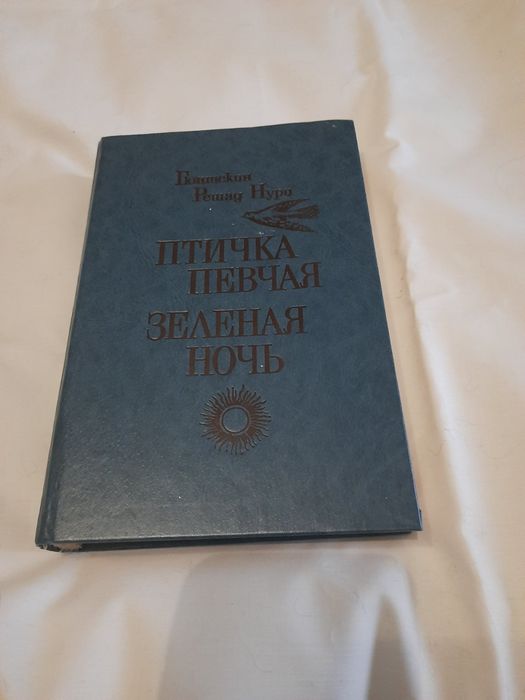 Гюнтекин
Решад Нури
ПТИЧКА
ПЕВЧАЯ
ЗЕЛЕНАЯ
НОЧЬ